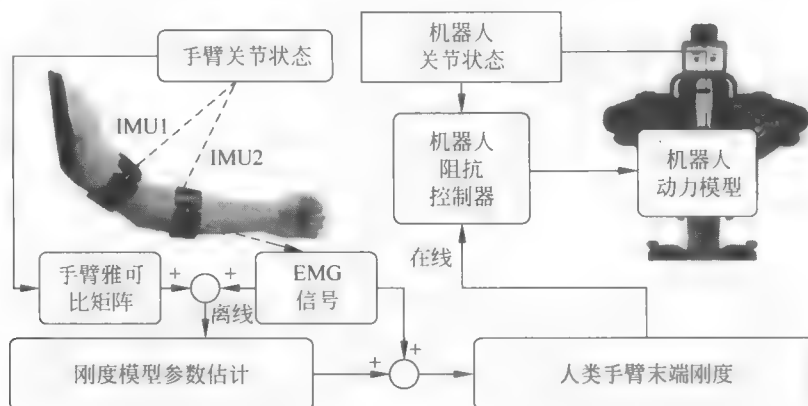 手臂关节状态
机器人
关节状态
IMU1
IMU2
机器人
阻抗
控制器
机器人
动力模型
手臂雅可
比矩阵
+
+
EMG
信号
在线
离线
刚度模型参数估计
+
+
人类手臂末端刚度